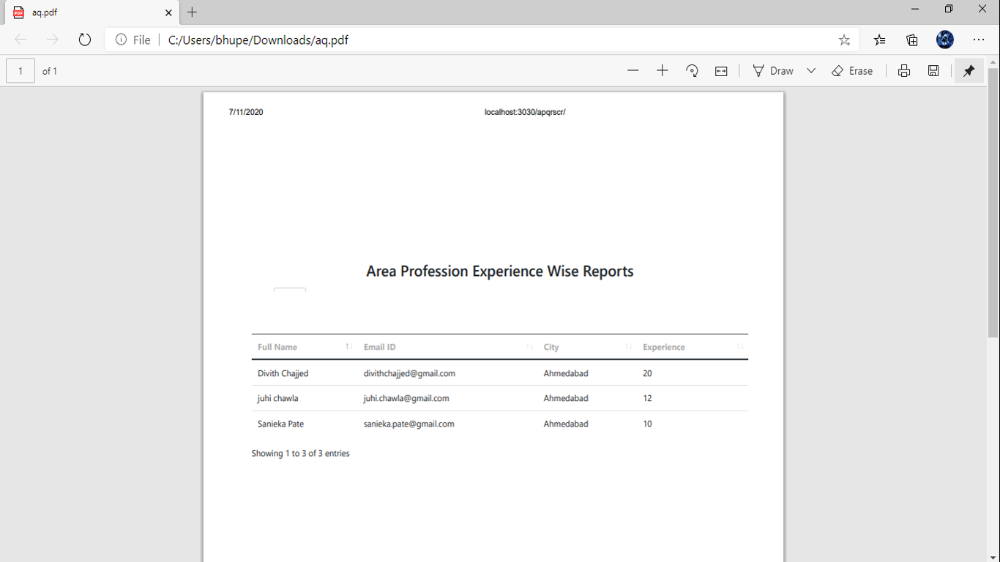 aq.pdf
File C:/Users/bhupe/Downloads/aq.pdf
1 of 1 Draw Erase
7/11/2020 localhost:3030/apqrscr/
Area Profession Experience Wise Reports
Full Name Email ID City Experience
Divith Chajjed divithchajjed@gmail.com Ahmedabad 20
juhi chawla juhi.chawla@gmail.com Ahmedabad 12
Sanieka Pate sanieka.pate@gmail.com Ahmedabad 10
Showing 1 to 3 of 3 entries